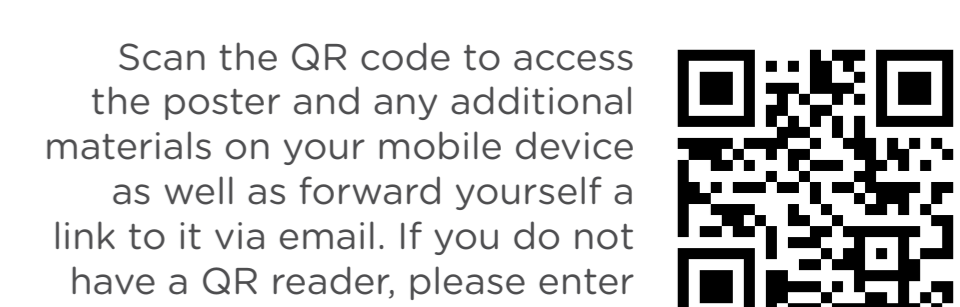 Scan the QR code to access
the poster and any additional
materials on your mobile device
as well as forward yourself a
link to it via email. If you do not
have a QR reader, please enter